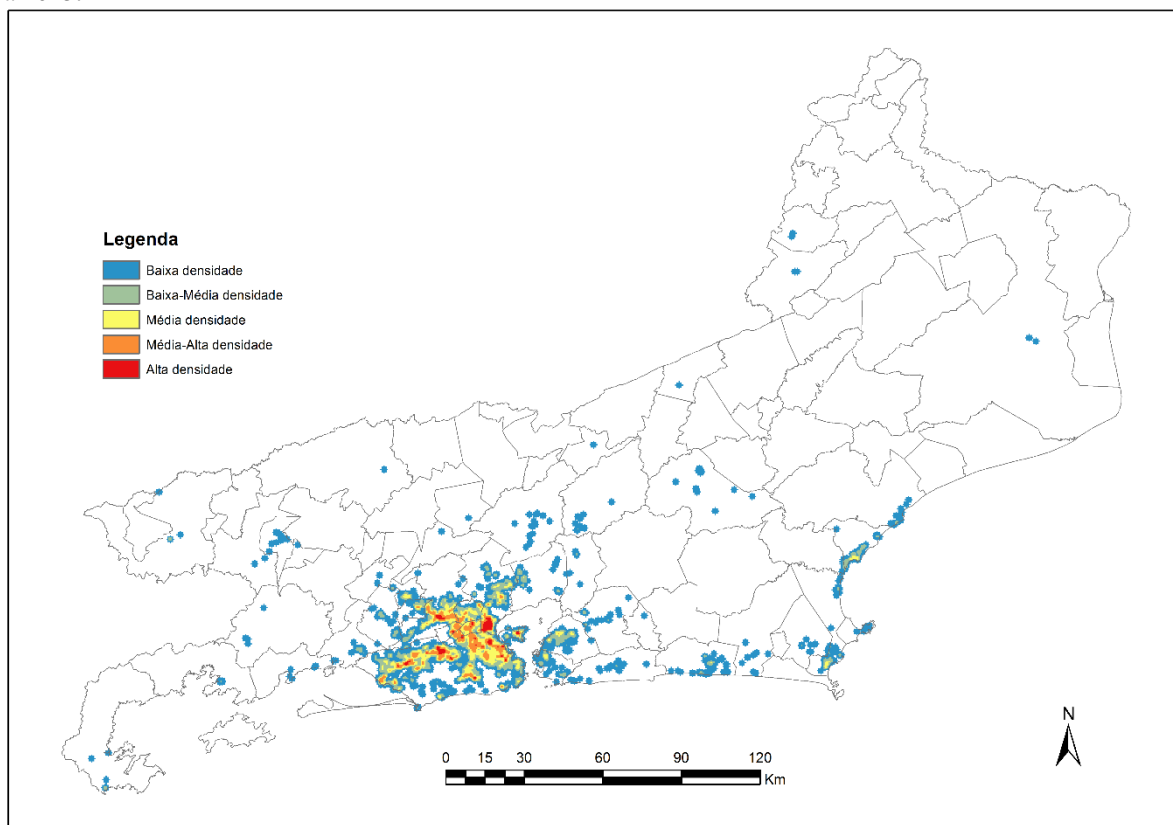 Legenda
Baixa densidade
Baixa-Média densidade
Média densidade
Média-Alta densidade
Alta densidade
N
0 15 30 60 90 120
Km